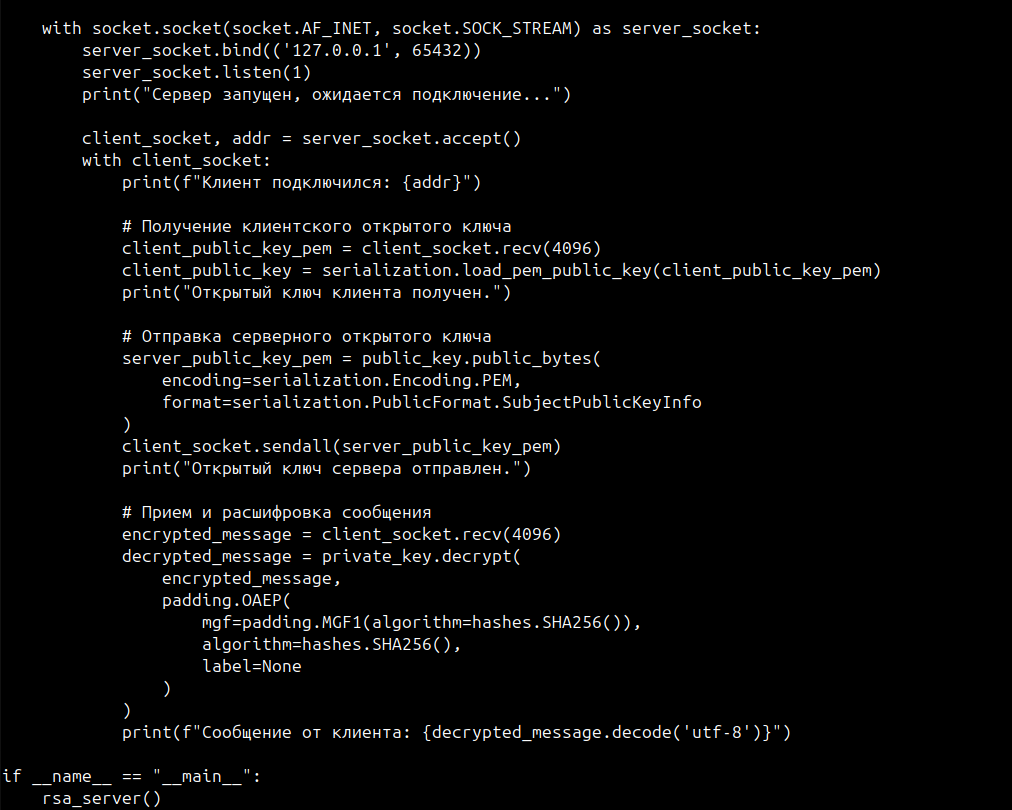 with socket.socket(socket.AF_INET, socket.SOCK_STREAM) as server_socket:
        server_socket.bind(('127.0.0.1', 65432))
        server_socket.listen(1)
        print("Сервер запущен, ожидается подключение...")

        client_socket, addr = server_socket.accept()
        with client_socket:
            print(f"Клиент подключился: {addr}")

            # Получение клиентского открытого ключа
            client_public_key_pem = client_socket.recv(4096)
            client_public_key = serialization.load_pem_public_key(client_public_key_pem)
            print("Открытый ключ клиента получен.")

            # Отправка серверного открытого ключа
            server_public_key_pem = public_key.public_bytes(
                encoding=serialization.Encoding.PEM,
                format=serialization.PublicFormat.SubjectPublicKeyInfo
            )
            client_socket.sendall(server_public_key_pem)
            print("Открытый ключ сервера отправлен.")

            # Прием и расшифровка сообщения
            encrypted_message = client_socket.recv(4096)
            decrypted_message = private_key.decrypt(
                encrypted_message,
                padding.OAEP(
                    mgf=padding.MGF1(algorithm=hashes.SHA256()),
                    algorithm=hashes.SHA256(),
                    label=None
                )
            )
            print(f"Сообщение от клиента: {decrypted_message.decode('utf-8')}")

if __name__ == "__main__":
    rsa_server()